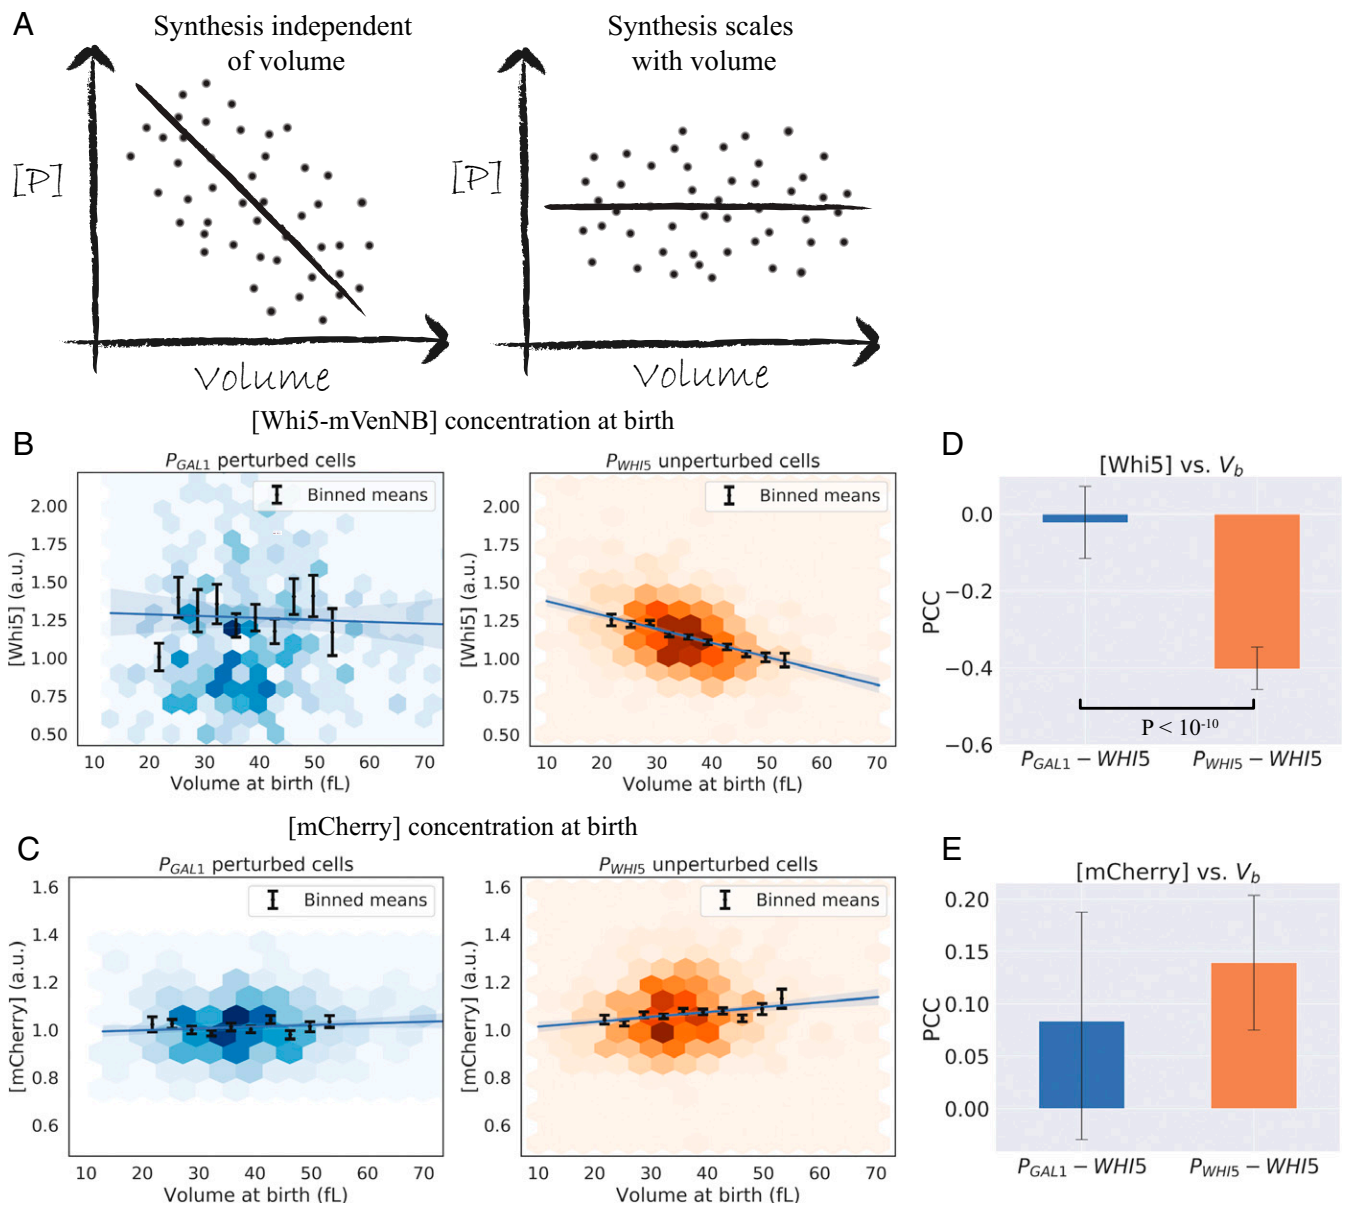 A
Synthesis independent
of volume
Synthesis scales
with volume
[P]
[P]
Volume
Volume
[Whi5-mVenNB] concentration at birth
B
P_GAL1 perturbed cells
P_WHI5 unperturbed cells
Binned means
Binned means
2.00
1.75
1.50
1.25
1.00
0.75
0.50
[Whi5] (a.u.)
10 20 30 40 50 60 70
Volume at birth (fL)
2.00
1.75
1.50
1.25
1.00
0.75
0.50
[Whi5] (a.u.)
10 20 30 40 50 60 70
Volume at birth (fL)
D
[Whi5] vs. V_b
0.0
−0.2
−0.4
−0.6
PCC
P < 10^-10
P_GAL1 − WHI5 P_WHI5 − WHI5
[mCherry] concentration at birth
C
P_GAL1 perturbed cells
P_WHI5 unperturbed cells
Binned means
Binned means
1.6
1.4
1.2
1.0
0.8
0.6
[mCherry] (a.u.)
10 20 30 40 50 60 70
Volume at birth (fL)
1.6
1.4
1.2
1.0
0.8
0.6
[mCherry] (a.u.)
10 20 30 40 50 60 70
Volume at birth (fL)
E
[mCherry] vs. V_b
0.20
0.15
0.10
0.05
0.00
PCC
P_GAL1 − WHI5 P_WHI5 − WHI5